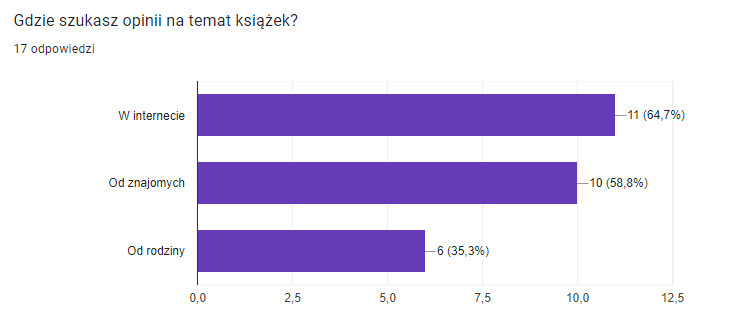 Gdzie szukasz opinii na temat książek?
17 odpowiedzi
W internecie 11 (64,7%)
Od znajomych 10 (58,8%)
Od rodziny 6 (35,3%)
0,0 2,5 5,0 7,5 10,0 12,5